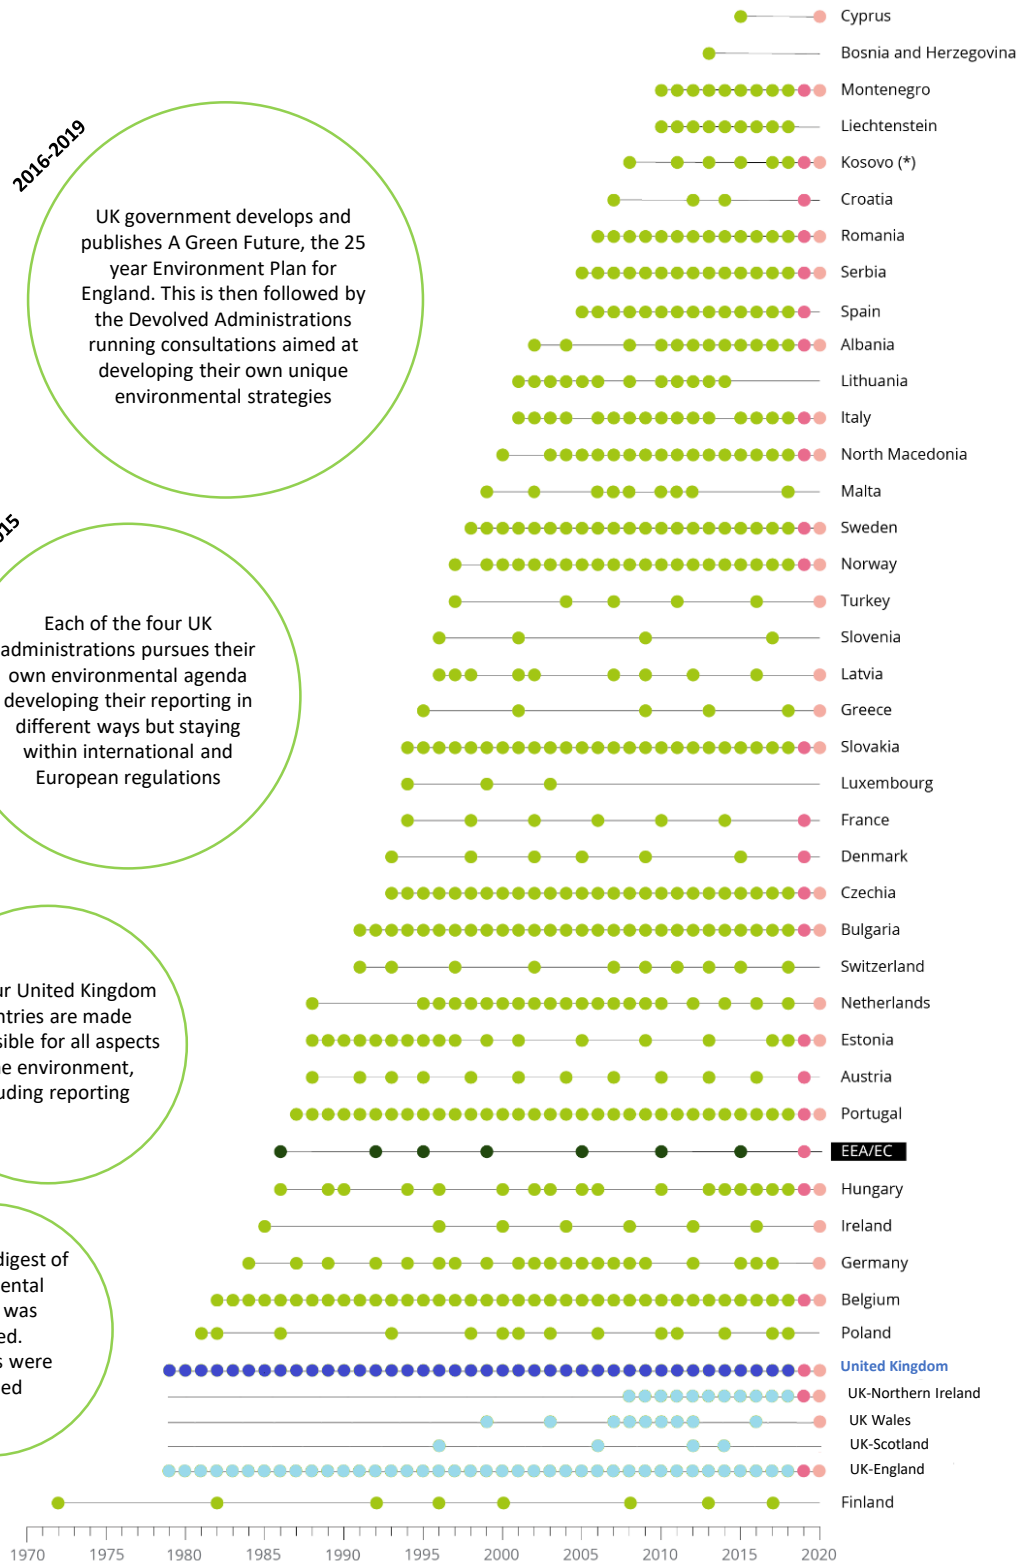 Cyprus
Bosnia and Herzegovina
Montenegro
Liechtenstein
Kosovo (*)
Croatia
Romania
Serbia
Spain
Albania
Lithuania
Italy
North Macedonia
Malta
Sweden
Norway
Turkey
Slovenia
Latvia
Greece
Slovakia
Luxembourg
France
Denmark
Czechia
Bulgaria
Switzerland
Netherlands
Estonia
Austria
Portugal
EEA/EC
Hungary
Ireland
Germany
Belgium
Poland
United Kingdom
UK-Northern Ireland
UK Wales
UK-Scotland
UK-England
Finland
2016-2019
UK government develops and
publishes A Green Future, the 25
year Environment Plan for
England. This is then followed by
the Devolved Administrations
running consultations aimed at
developing their own unique
environmental strategies
15
Each of the four UK
administrations pursues their
own environmental agenda
developing their reporting in
different ways but staying
within international and
European regulations
ur United Kingdom
ntries are made
sible for all aspects
e environment,
uding reporting
digest of
ental
was
ed.
s were
ed
1970 1975 1980 1985 1990 1995 2000 2005 2010 2015 2020